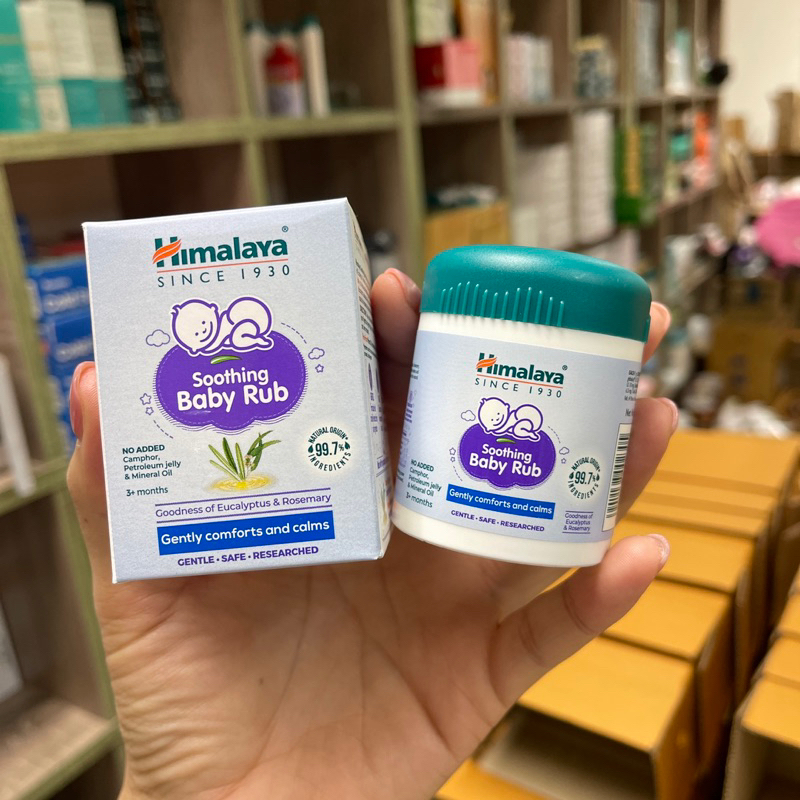 Himalaya®
SINCE 1930
Soothing
Baby Rub
NO ADDED
Camphor,
Petroleum jelly
& Mineral Oil
3+ months
NATURAL ORIGIN
99.7%
INGREDIENTS
Goodness of Eucalyptus & Rosemary
Gently comforts and calms
GENTLE • SAFE • RESEARCHED
Himalaya®
SINCE 1930
Soothing
Baby Rub
NO ADDED
Camphor,
Petroleum jelly
& Mineral Oil
3+ months
NATURAL ORIGIN
99.7%
INGREDIENTS
Gently comforts and calms
Goodness of
Eucalyptus
& Rosemary
GENTLE • SAFE • RESEARCHED